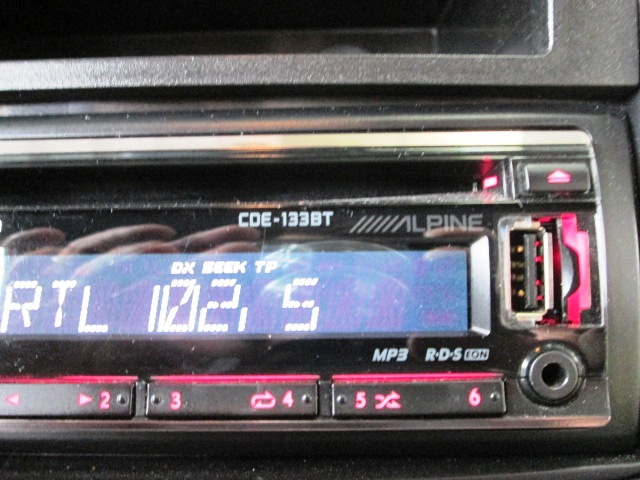 CDE-133BT ALPINE
DX SEEK TP
RTL 102,5
MP3 R·D·S EON
2 3 4 5 6